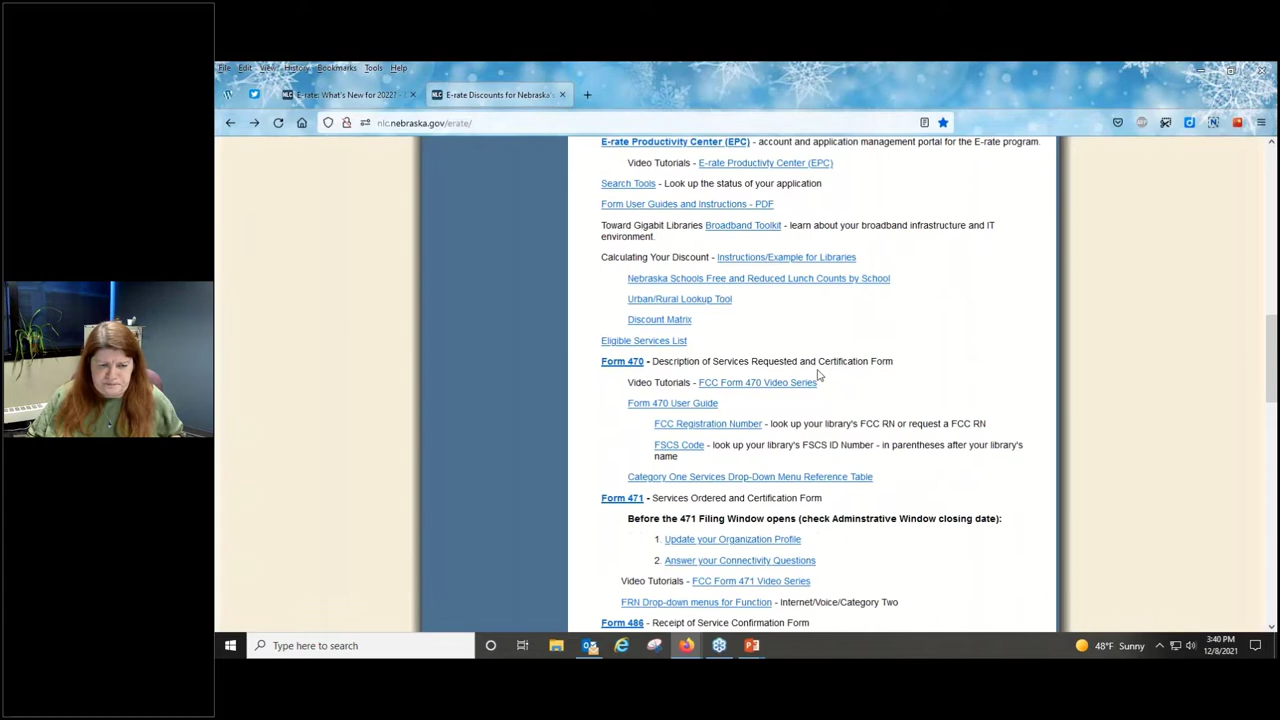 File Edit View History Bookmarks Tools Help
E-rate: What's New for 2022? -
E-rate Discounts for Nebraska's
nlc.nebraska.gov/erate/
E-rate Productivity Center (EPC) - account and application management portal for the E-rate program.
Video Tutorials - E-rate Productivty Center (EPC)
Search Tools - Look up the status of your application
Form User Guides and Instructions - PDF
Toward Gigabit Libraries Broadband Toolkit - learn about your broadband infrastructure and IT
environment.
Calculating Your Discount - Instructions/Example for Libraries
Nebraska Schools Free and Reduced Lunch Counts by School
Urban/Rural Lookup Tool
Discount Matrix
Eligible Services List
Form 470 - Description of Services Requested and Certification Form
Video Tutorials - FCC Form 470 Video Series
Form 470 User Guide
FCC Registration Number - look up your library's FCC RN or request a FCC RN
FSCS Code - look up your library's FSCS ID Number - in parentheses after your library's
name
Category One Services Drop-Down Menu Reference Table
Form 471 - Services Ordered and Certification Form
Before the 471 Filing Window opens (check Adminstrative Window closing date):
1. Update your Organization Profile
2. Answer your Connectivity Questions
Video Tutorials - FCC Form 471 Video Series
FRN Drop-down menus for Function - Internet/Voice/Category Two
Form 486 - Receipt of Service Confirmation Form
Type here to search
48°F Sunny
3:40 PM
12/8/2021